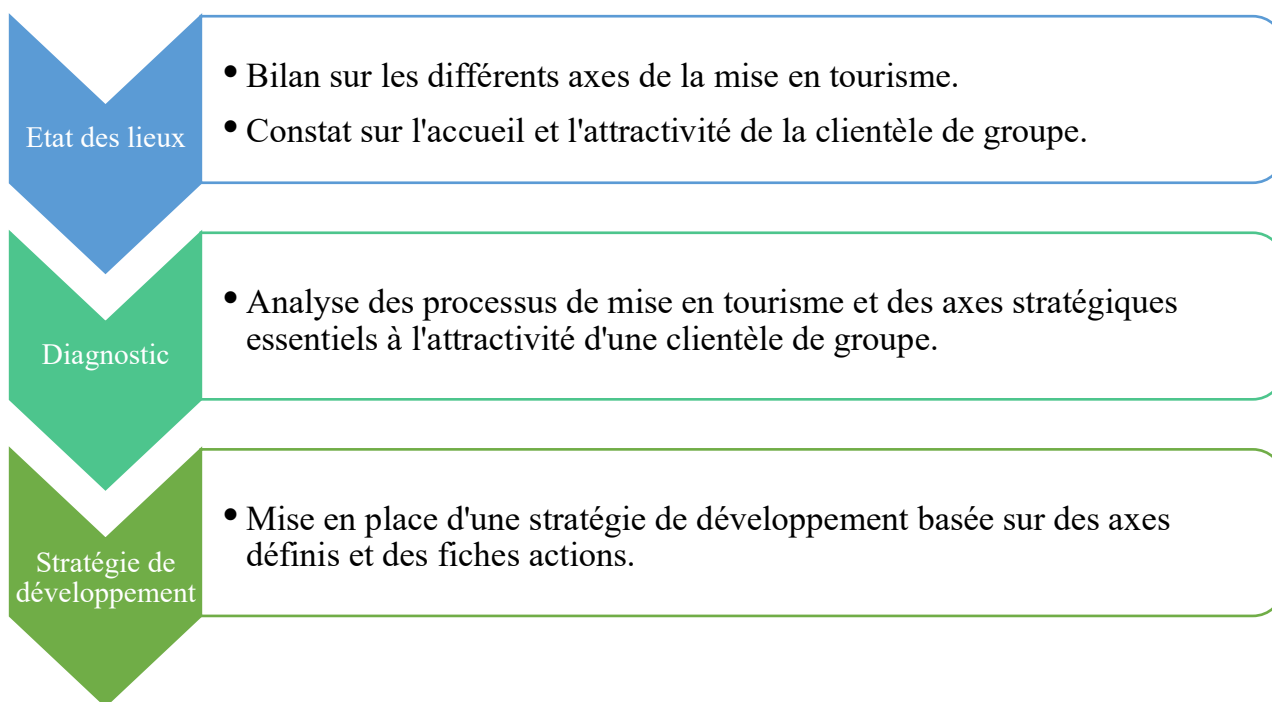 Etat des lieux
• Bilan sur les différents axes de la mise en tourisme.
• Constat sur l'accueil et l'attractivité de la clientèle de groupe.
Diagnostic
• Analyse des processus de mise en tourisme et des axes stratégiques
essentiels à l'attractivité d'une clientèle de groupe.
Stratégie de
développement
• Mise en place d'une stratégie de développement basée sur des axes
définis et des fiches actions.